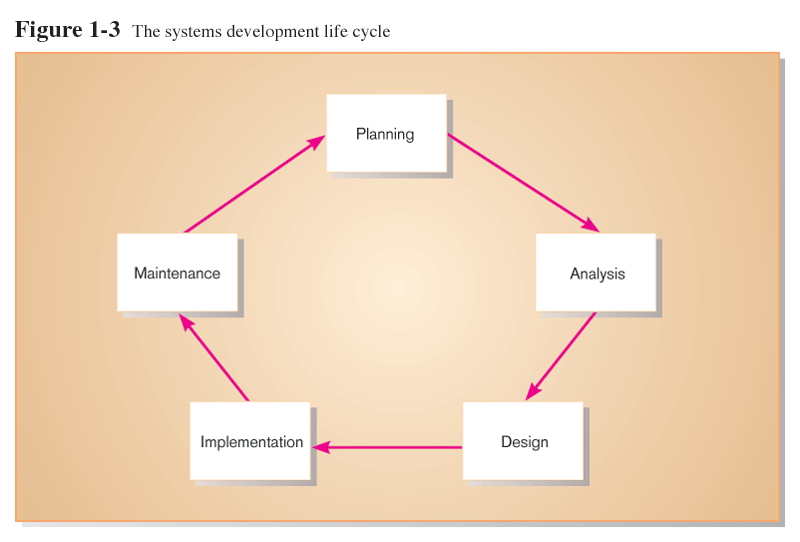 Figure 1-3 The systems development life cycle
Planning
Analysis
Design
Implementation
Maintenance